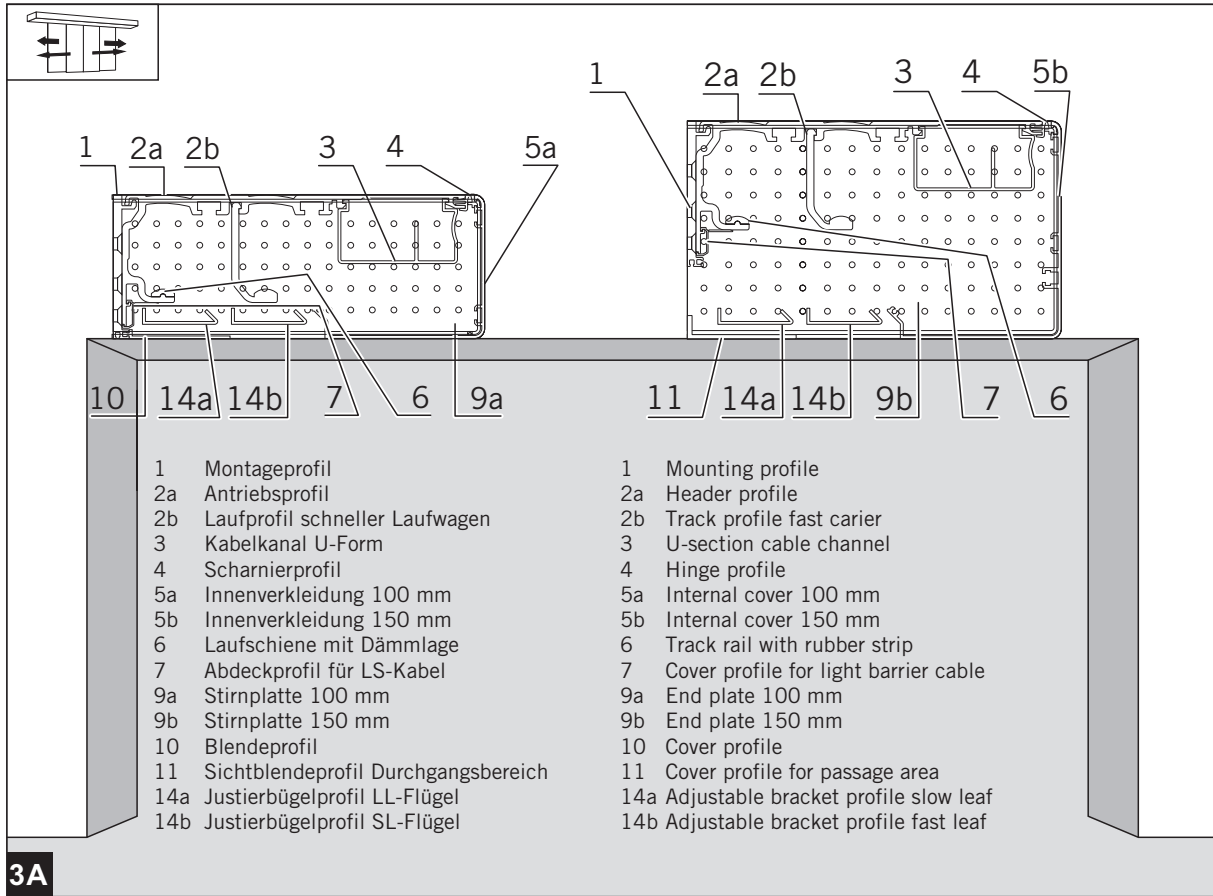 1 2a 2b 3 4 5b
1 2a 2b 3 4 5a
10 14a 14b 7 6 9a
11 14a 14b 9b 7 6
1 Montageprofil
2a Antriebsprofil
2b Laufprofil schneller Laufwagen
3 Kabelkanal U-Form
4 Scharnierprofil
5a Innenverkleidung 100 mm
5b Innenverkleidung 150 mm
6 Laufschiene mit Dämmlage
7 Abdeckprofil für LS-Kabel
9a Stirnplatte 100 mm
9b Stirnplatte 150 mm
10 Blendeprofil
11 Sichtblendeprofil Durchgangsbereich
14a Justierbügelprofil LL-Flügel
14b Justierbügelprofil SL-Flügel
1 Mounting profile
2a Header profile
2b Track profile fast carier
3 U-section cable channel
4 Hinge profile
5a Internal cover 100 mm
5b Internal cover 150 mm
6 Track rail with rubber strip
7 Cover profile for light barrier cable
9a End plate 100 mm
9b End plate 150 mm
10 Cover profile
11 Cover profile for passage area
14a Adjustable bracket profile slow leaf
14b Adjustable bracket profile fast leaf
3A